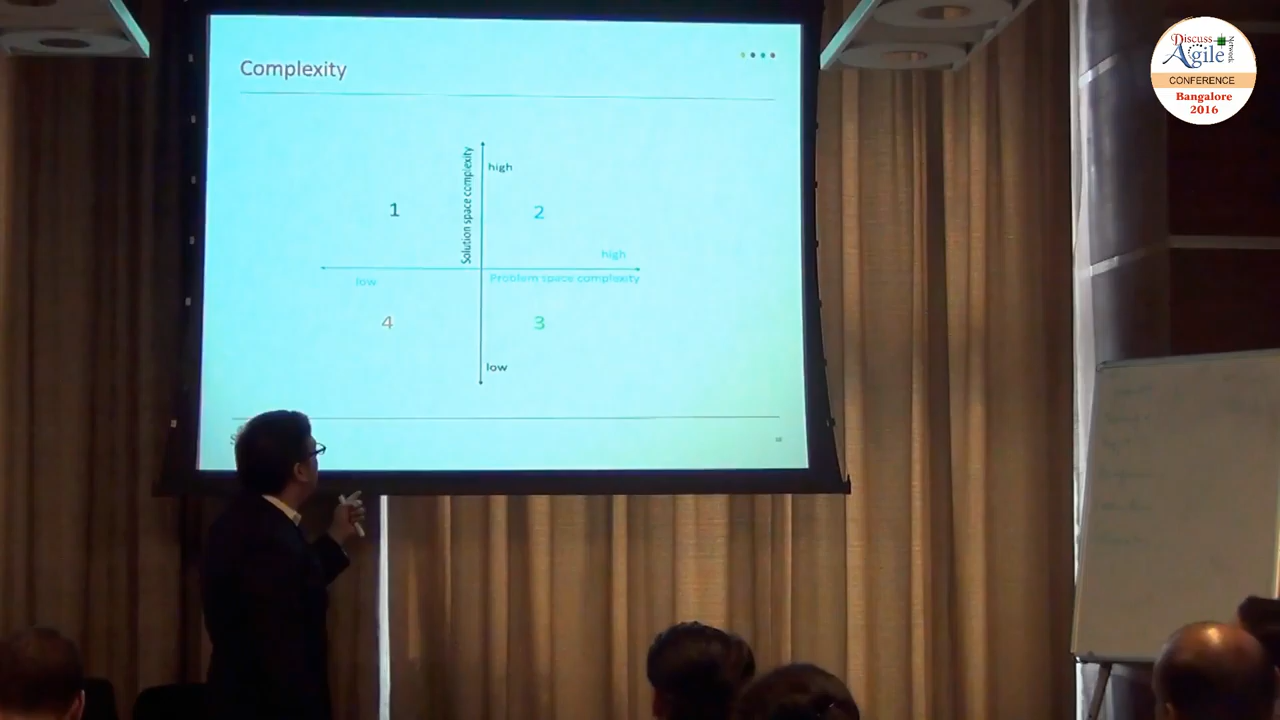 Complexity
Solution space complexity
high
1
2
high
low
Problem space complexity
4
3
low
Discuss
Agile
Network
CONFERENCE
Bangalore
2016